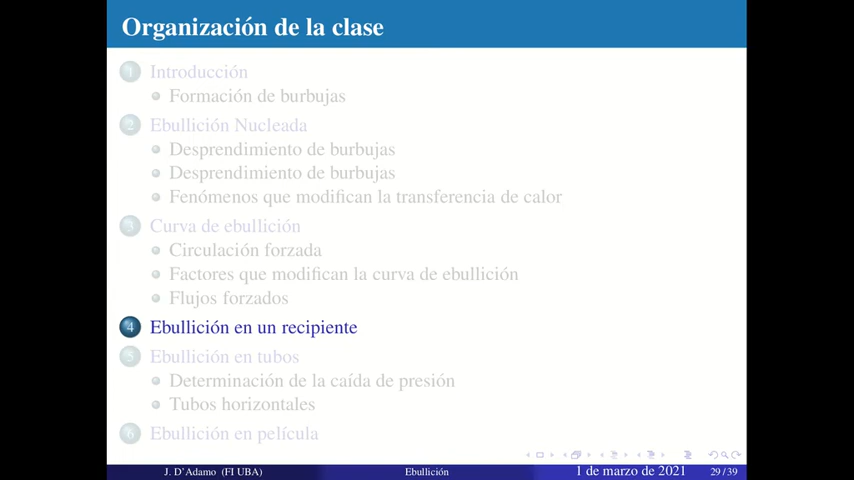 Organización de la clase
1 Introducción
Formación de burbujas
2 Ebullición Nucleada
Desprendimiento de burbujas
Desprendimiento de burbujas
Fenómenos que modifican la transferencia de calor
3 Curva de ebullición
Circulación forzada
Factores que modifican la curva de ebullición
Flujos forzados
4 Ebullición en un recipiente
5 Ebullición en tubos
Determinación de la caída de presión
Tubos horizontales
6 Ebullición en película
J. D'Adamo (FI UBA) Ebullición 1 de marzo de 2021 29 / 39